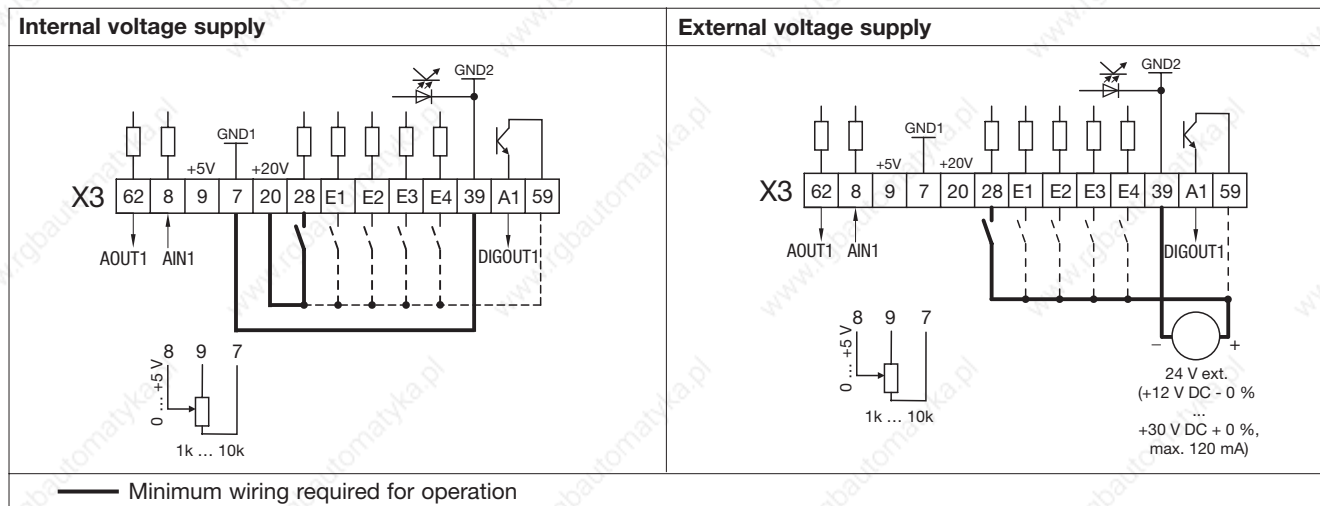 Internal voltage supply
GND2
GND1
+5V
+20V
X3 62 8 9 7 20 28 E1 E2 E3 E4 39 A1 59
AOUT1 AIN1
DIGOUT1
8 9 7
0 ... +5 V
1k ... 10k
External voltage supply
GND2
GND1
+5V
+20V
X3 62 8 9 7 20 28 E1 E2 E3 E4 39 A1 59
AOUT1 AIN1
DIGOUT1
8 9 7
0 ... +5 V
1k ... 10k
– +
24 V ext.
(+12 V DC - 0 %
...
+30 V DC + 0 %,
max. 120 mA)
Minimum wiring required for operation
www.rgbautomatyka.pl